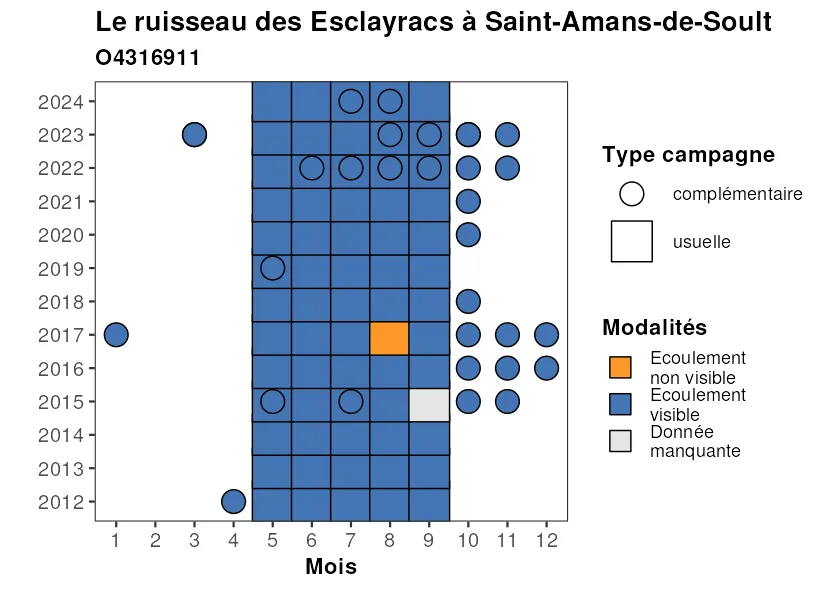 Le ruisseau des Esclayracs à Saint-Amans-de-Soult
O4316911
2024
2023
2022
2021
2020
2019
2018
2017
2016
2015
2014
2013
2012
1 2 3 4 5 6 7 8 9 10 11 12
Mois
Type campagne
complémentaire
usuelle
Modalités
Ecoulement
non visible
Ecoulement
visible
Donnée
manquante